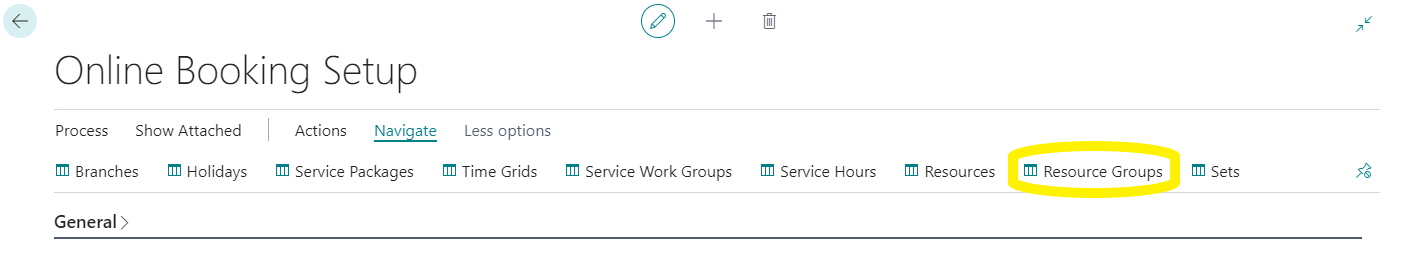 Online Booking Setup
Process Show Attached Actions Navigate Less options
Branches Holidays Service Packages Time Grids Service Work Groups Service Hours Resources Resource Groups Sets
General